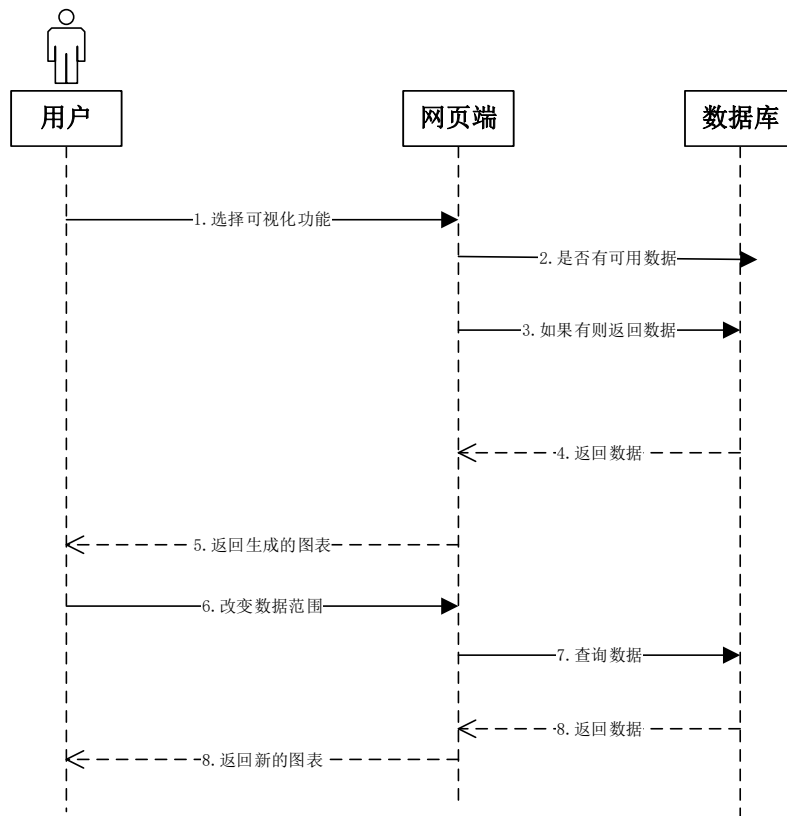 用户
网页端
数据库
1.选择可视化功能
2.是否有可用数据
3.如果有则返回数据
4.返回数据
5.返回生成的图表
6.改变数据范围
7.查询数据
8.返回数据
8.返回新的图表